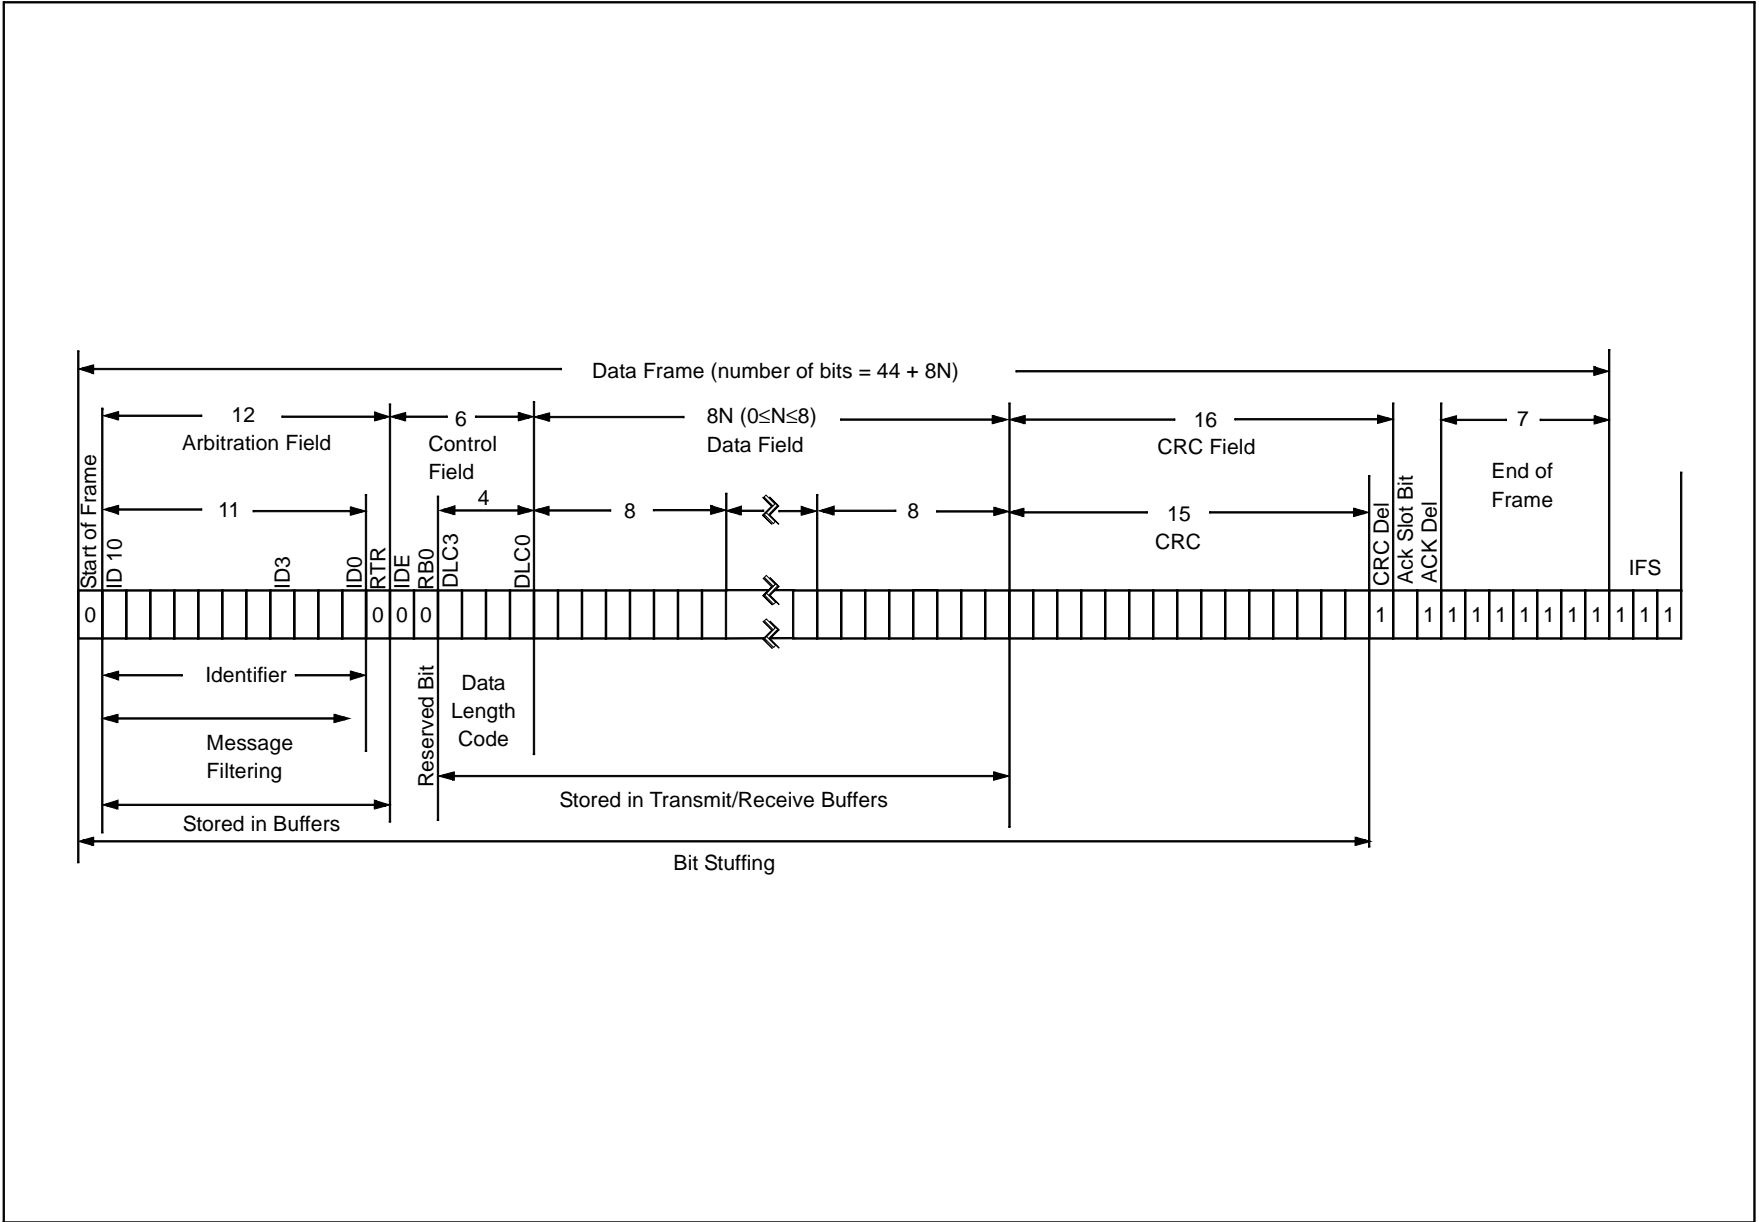 Data Frame (number of bits = 44 + 8N)
12
Arbitration Field
6
Control
Field
8N (0≤N≤8)
Data Field
16
CRC Field
7
End of
Frame
11
4
8
8
15
CRC
Start of Frame
ID 10
ID3
ID0
RTR
IDE
RB0
DLC3
DLC0
CRC Del
Ack Slot Bit
ACK Del
IFS
0 0 0 0 1 1 1 1 1 1 1 1 1 1 1 1
Identifier
Message
Filtering
Stored in Buffers
Reserved Bit
Data
Length
Code
Stored in Transmit/Receive Buffers
Bit Stuffing